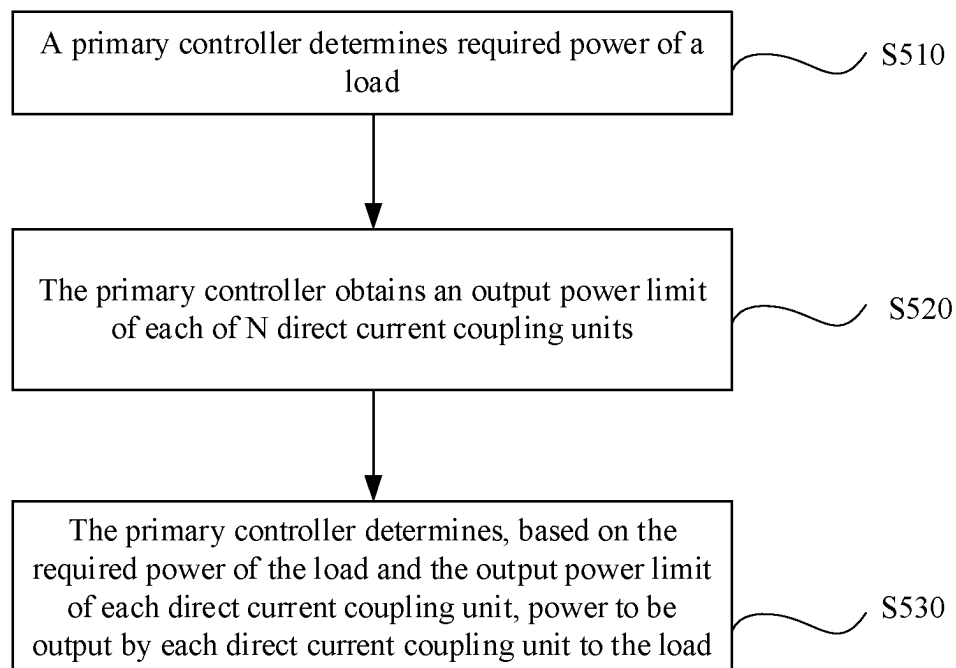 A primary controller determines required power of a
load
S510
The primary controller obtains an output power limit
of each of N direct current coupling units
S520
The primary controller determines, based on the
required power of the load and the output power limit
of each direct current coupling unit, power to be
output by each direct current coupling unit to the load
S530